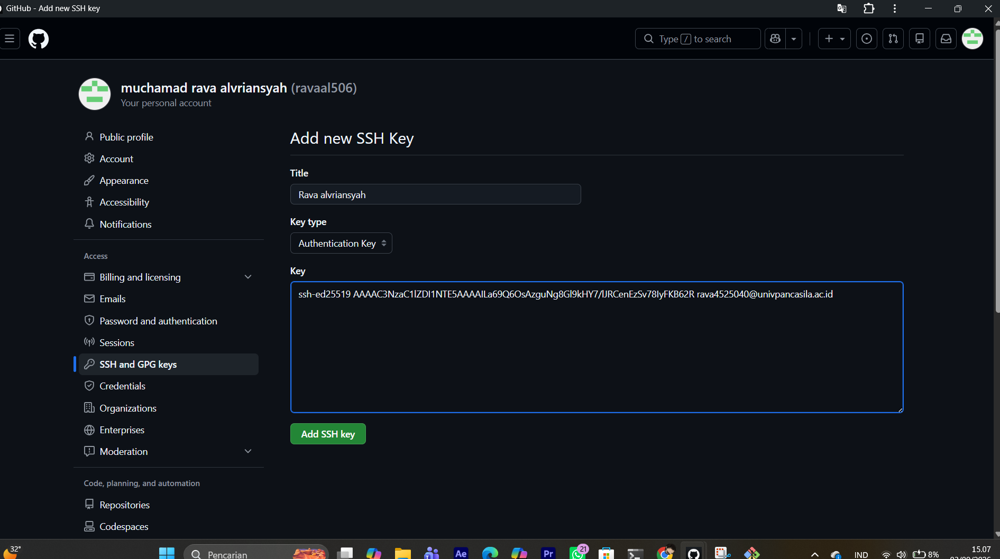 GitHub - Add new SSH key
Type / to search
muchamad rava alvriansyah (ravaal506)
Your personal account
Public profile
Account
Appearance
Accessibility
Notifications
Access
Billing and licensing
Emails
Password and authentication
Sessions
SSH and GPG keys
Credentials
Organizations
Enterprises
Moderation
Code, planning, and automation
Repositories
Codespaces
Add new SSH Key
Title
Rava alvriansyah
Key type
Authentication Key
Key
ssh-ed25519 AAAAC3NzaC1lZDI1NTE5AAAAILa69Q6OsAzguNg8Gl9kHY7/lJRCenEzSv78IyFKB62R rava4525040@univpancasila.ac.id
Add SSH key
32°
Pencarian
Ae
Pr
21
IND
8%
15.07